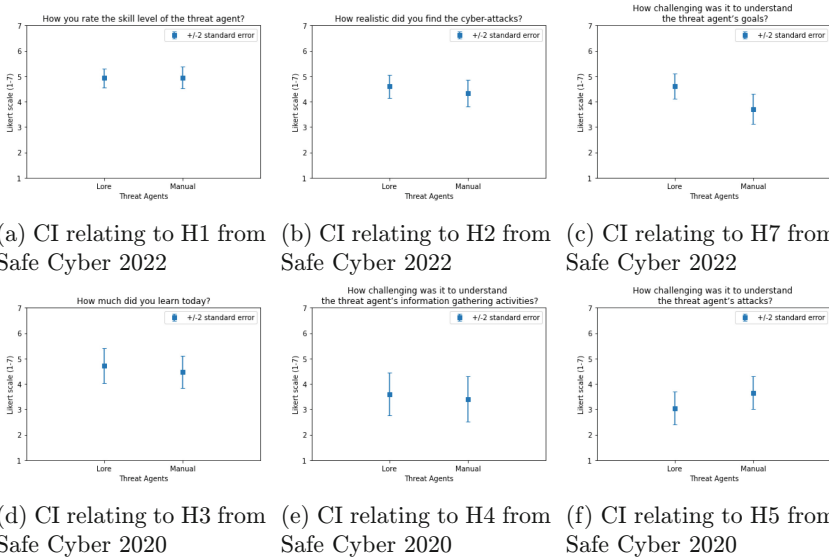 How you rate the skill level of the threat agent?
+/-2 standard error
Likert scale (1-7)
7
6
5
4
3
2
1
Lore Manual
Threat Agents
How realistic did you find the cyber-attacks?
+/-2 standard error
Likert scale (1-7)
7
6
5
4
3
2
1
Lore Manual
Threat Agents
How challenging was it to understand
the threat agent's goals?
+/-2 standard error
Likert scale (1-7)
7
6
5
4
3
2
1
Lore Manual
Threat Agents
(a) CI relating to H1 from
Safe Cyber 2022
(b) CI relating to H2 from
Safe Cyber 2022
(c) CI relating to H7 from
Safe Cyber 2022
How much did you learn today?
+/-2 standard error
Likert scale (1-7)
7
6
5
4
3
2
1
Lore Manual
Threat Agents
How challenging was it to understand
the threat agent's information gathering activities?
+/-2 standard error
Likert scale (1-7)
7
6
5
4
3
2
1
Lore Manual
Threat Agents
How challenging was it to understand
the threat agent's attacks?
+/-2 standard error
Likert scale (1-7)
7
6
5
4
3
2
1
Lore Manual
Threat Agents
(d) CI relating to H3 from
Safe Cyber 2020
(e) CI relating to H4 from
Safe Cyber 2020
(f) CI relating to H5 from
Safe Cyber 2020